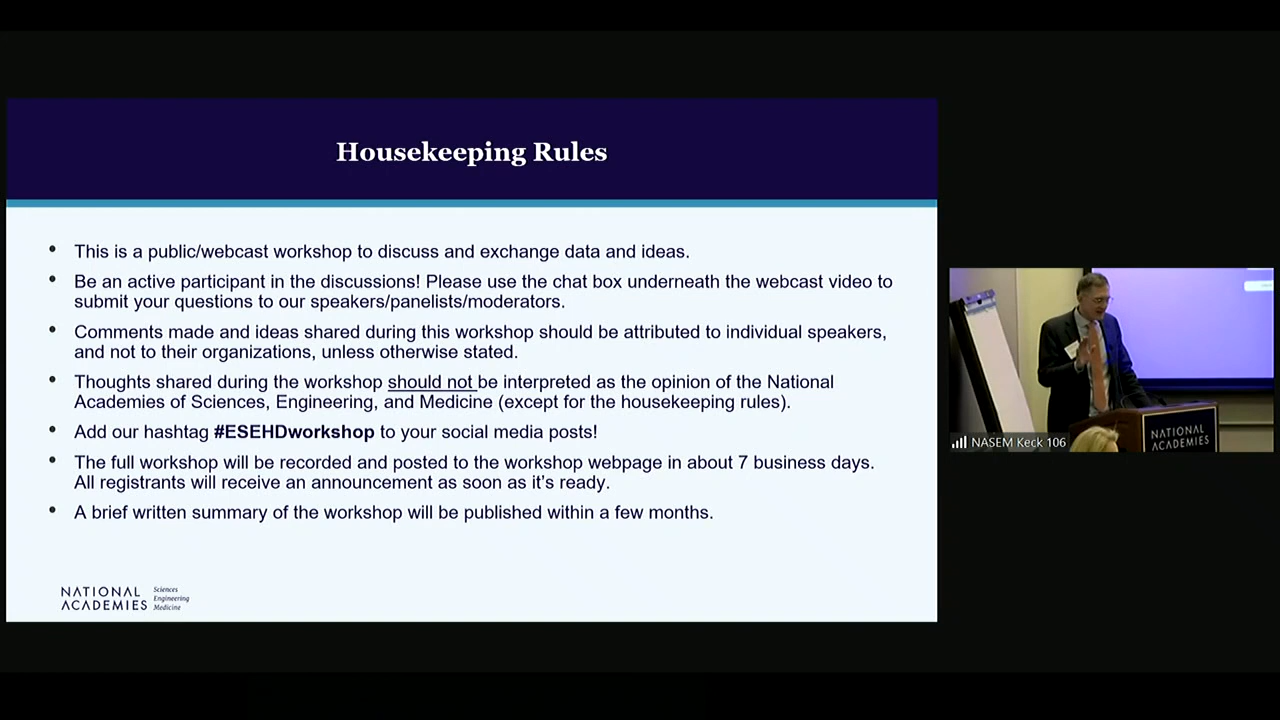 Housekeeping Rules
• This is a public/webcast workshop to discuss and exchange data and ideas.
• Be an active participant in the discussions! Please use the chat box underneath the webcast video to
submit your questions to our speakers/panelists/moderators.
• Comments made and ideas shared during this workshop should be attributed to individual speakers,
and not to their organizations, unless otherwise stated.
• Thoughts shared during the workshop should not be interpreted as the opinion of the National
Academies of Sciences, Engineering, and Medicine (except for the housekeeping rules).
• Add our hashtag #ESEHDworkshop to your social media posts!
• The full workshop will be recorded and posted to the workshop webpage in about 7 business days.
All registrants will receive an announcement as soon as it’s ready.
• A brief written summary of the workshop will be published within a few months.
NATIONAL
ACADEMIES
Sciences
Engineering
Medicine
NASEM Keck 106
NATIONAL
ACADEMIES